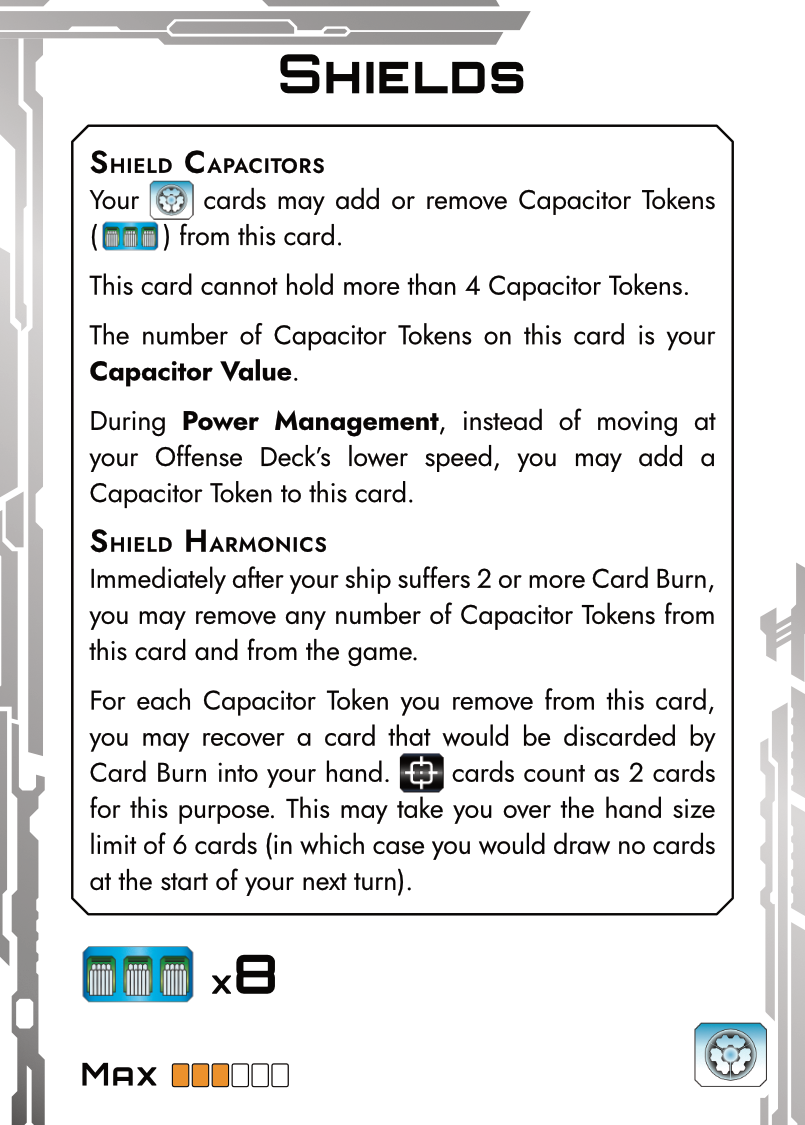 Shields
Shield Capacitors
Your cards may add or remove Capacitor Tokens
( ) from this card.
This card cannot hold more than 4 Capacitor Tokens.
The number of Capacitor Tokens on this card is your
Capacitor Value.
During Power Management, instead of moving at
your Offense Deck's lower speed, you may add a
Capacitor Token to this card.
Shield Harmonics
Immediately after your ship suffers 2 or more Card Burn,
you may remove any number of Capacitor Tokens from
this card and from the game.
For each Capacitor Token you remove from this card,
you may recover a card that would be discarded by
Card Burn into your hand. cards count as 2 cards
for this purpose. This may take you over the hand size
limit of 6 cards (in which case you would draw no cards
at the start of your next turn).
x8
Max